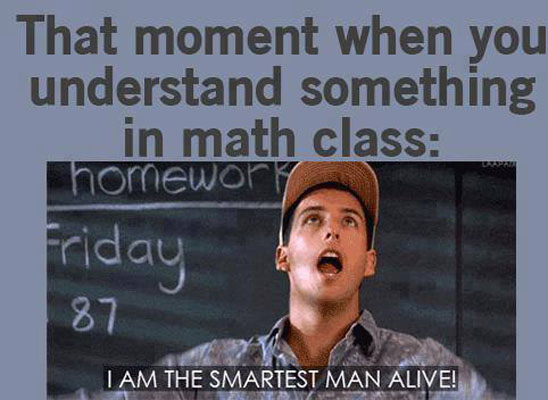 That moment when you
understand something
in math class:
homework
Friday
87
I AM THE SMARTEST MAN ALIVE!